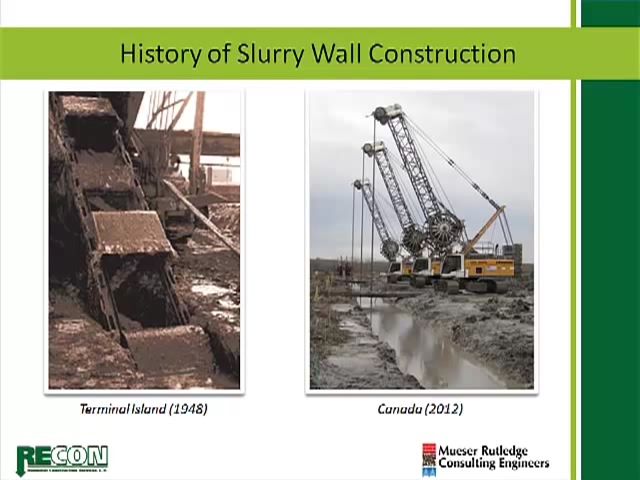 History of Slurry Wall Construction
Terminal Island (1948)
Canada (2012)
RECON
Mueser Rutledge
Consulting Engineers